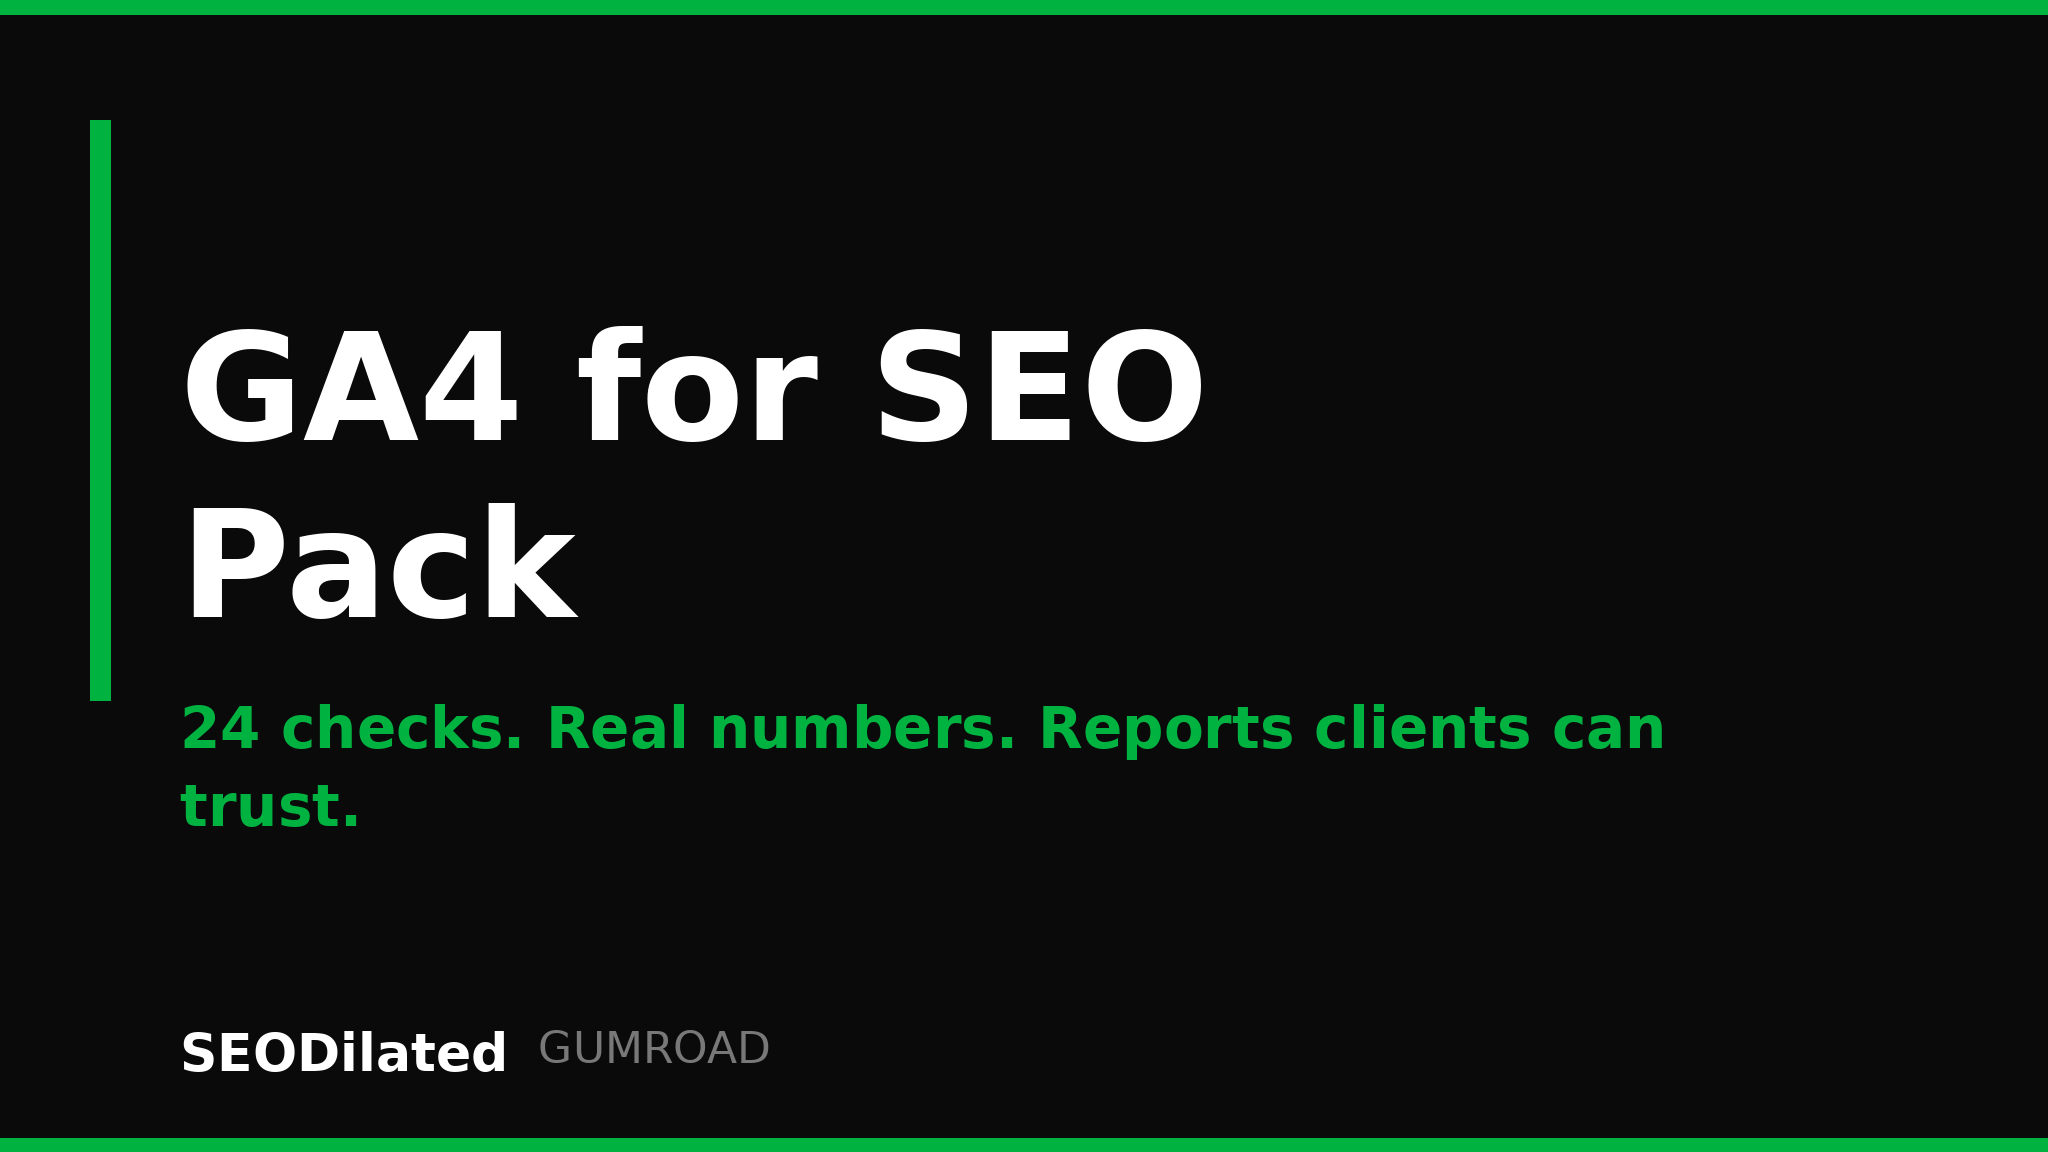 GA4 for SEO
Pack
24 checks. Real numbers. Reports clients can
trust.
SEODilated GUMROAD